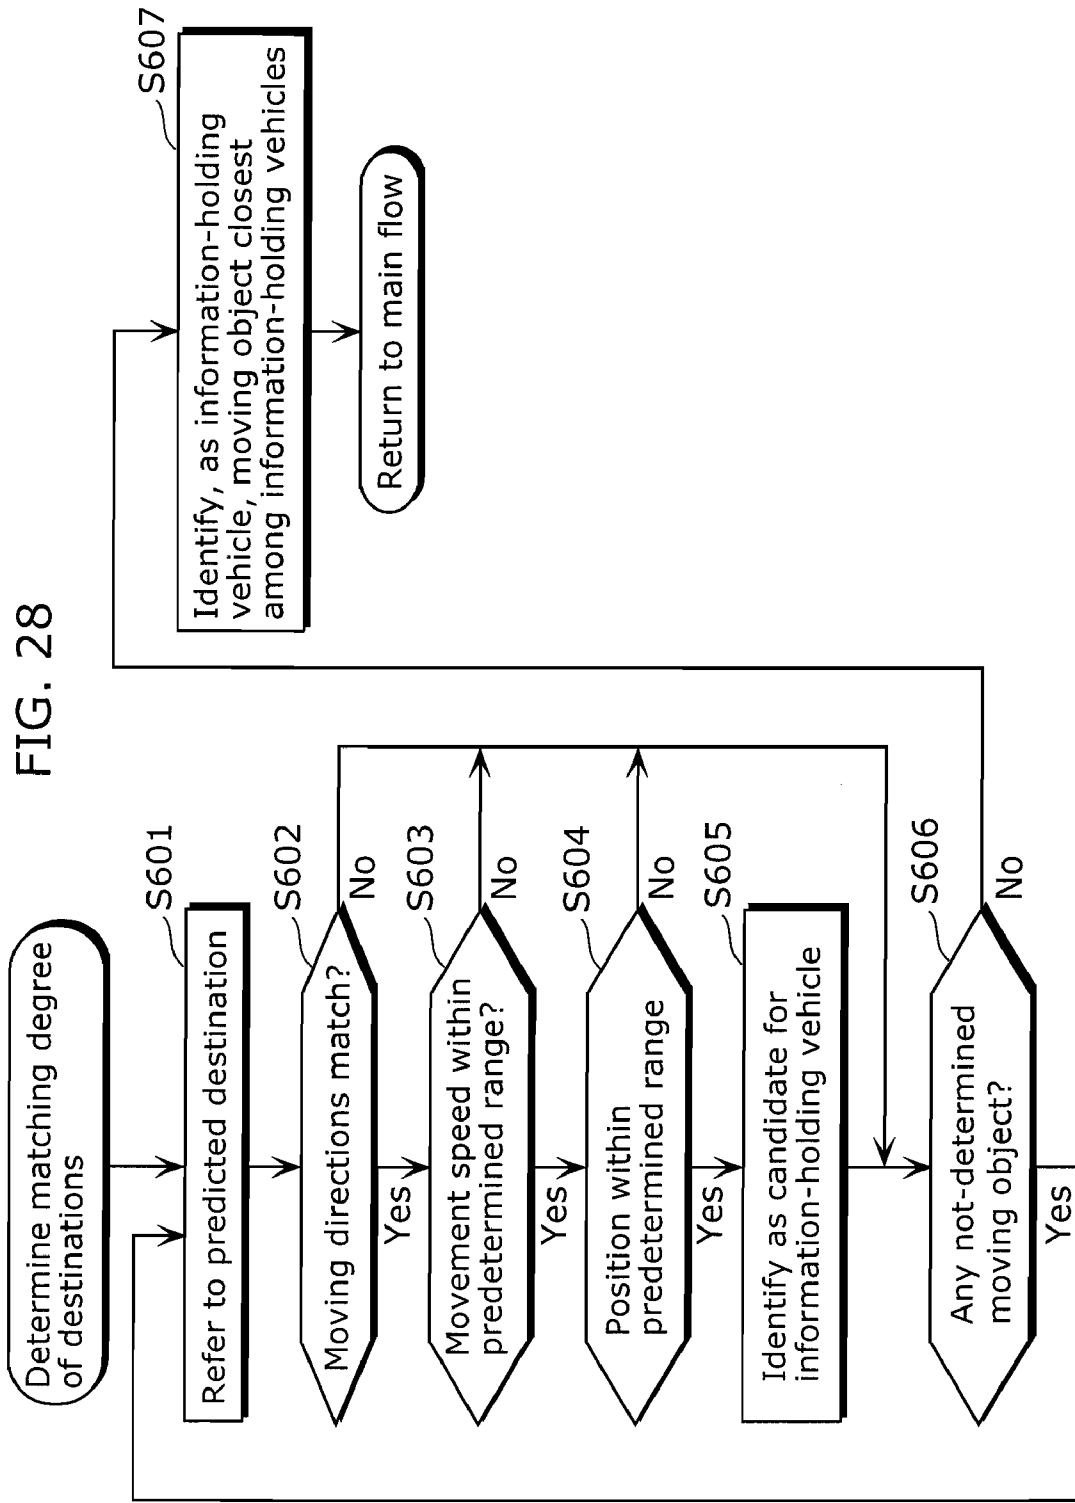 FIG. 28
Determine matching degree
of destinations
S601
Refer to predicted destination
S602
Moving directions match?
No
Yes
S603
Movement speed within
predetermined range?
No
Yes
S604
Position within
predetermined range
No
Yes
S605
Identify as candidate for
information-holding vehicle
S606
Any not-determined
moving object?
No
Yes
S607
Identify, as information-holding
vehicle, moving object closest
among information-holding vehicles
Return to main flow